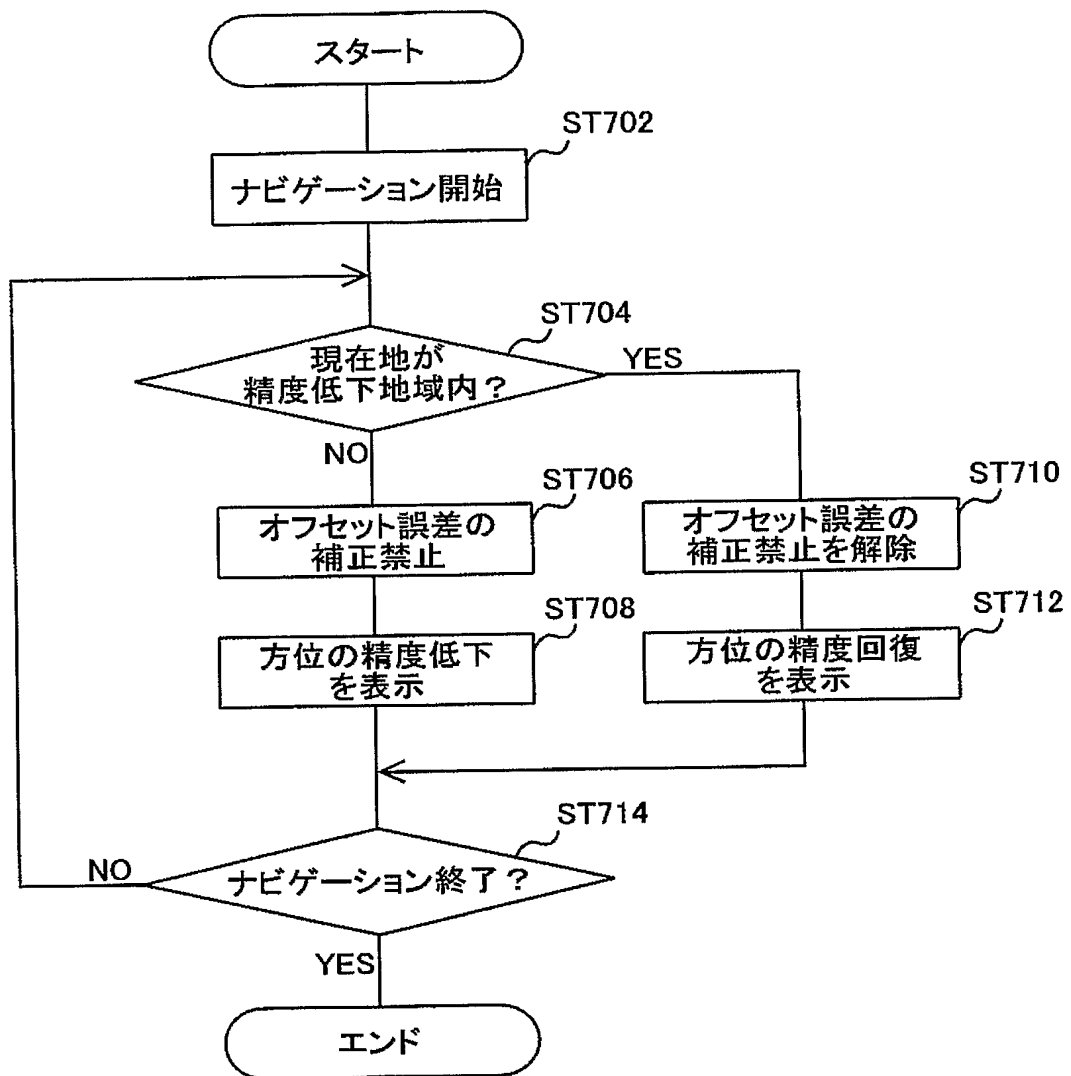 スタート
ST702
ナビゲーション開始
ST704
現在地が
精度低下地域内?
YES
NO
ST706
オフセット誤差の
補正禁止
ST710
オフセット誤差の
補正禁止を解除
ST708
方位の精度低下
を表示
ST712
方位の精度回復
を表示
ST714
ナビゲーション終了?
NO
YES
エンド